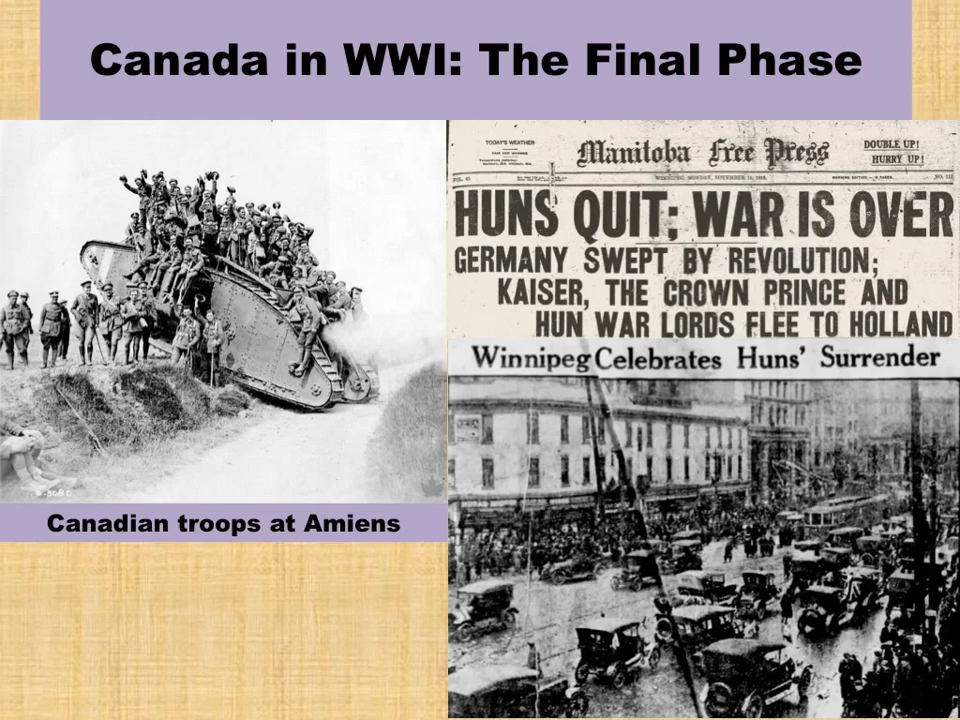 Canada in WWI: The Final Phase
TODAY'S WEATHER
Manitoba Free Press
DOUBLE UP!
HURRY UP!
HUNS QUIT; WAR IS OVER
GERMANY SWEPT BY REVOLUTION;
KAISER, THE CROWN PRINCE AND
HUN WAR LORDS FLEE TO HOLLAND
Winnipeg Celebrates Huns' Surrender
Canadian troops at Amiens